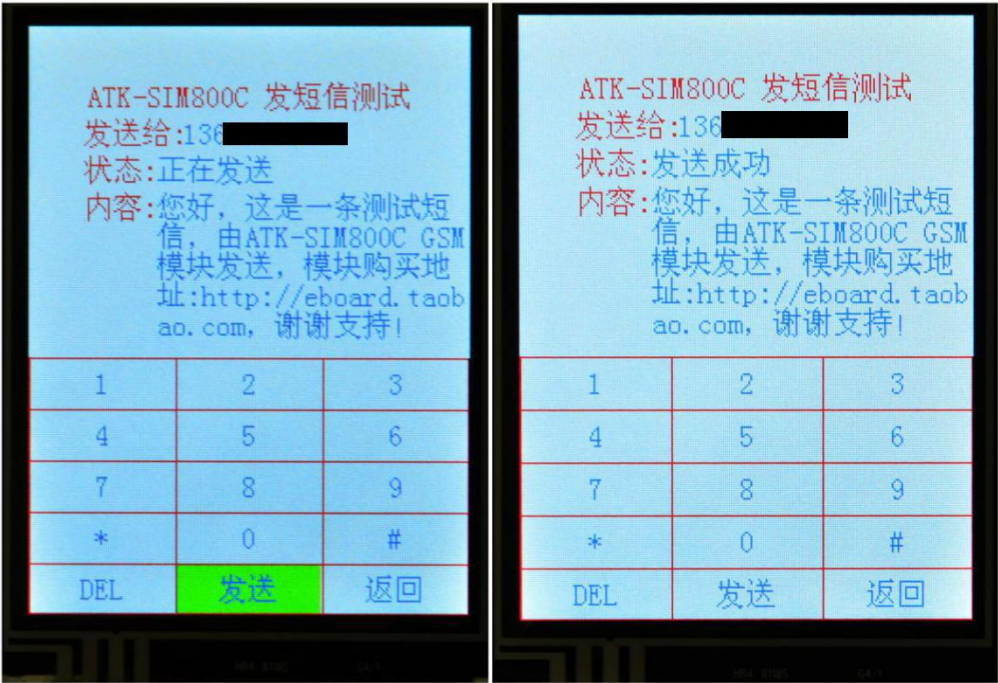 ATK-SIM800C 发短信测试
发送给:136
状态:正在发送
内容:您好，这是一条测试短
信，由ATK-SIM800C GSM
模块发送，模块购买地
址:http://eboard.taob
ao.com，谢谢支持!
1 2 3
4 5 6
7 8 9
* 0 #
DEL 发送 返回
ATK-SIM800C 发短信测试
发送给:136
状态:发送成功
内容:您好，这是一条测试短
信，由ATK-SIM800C GSM
模块发送，模块购买地
址:http://eboard.taob
ao.com，谢谢支持!
1 2 3
4 5 6
7 8 9
* 0 #
DEL 发送 返回